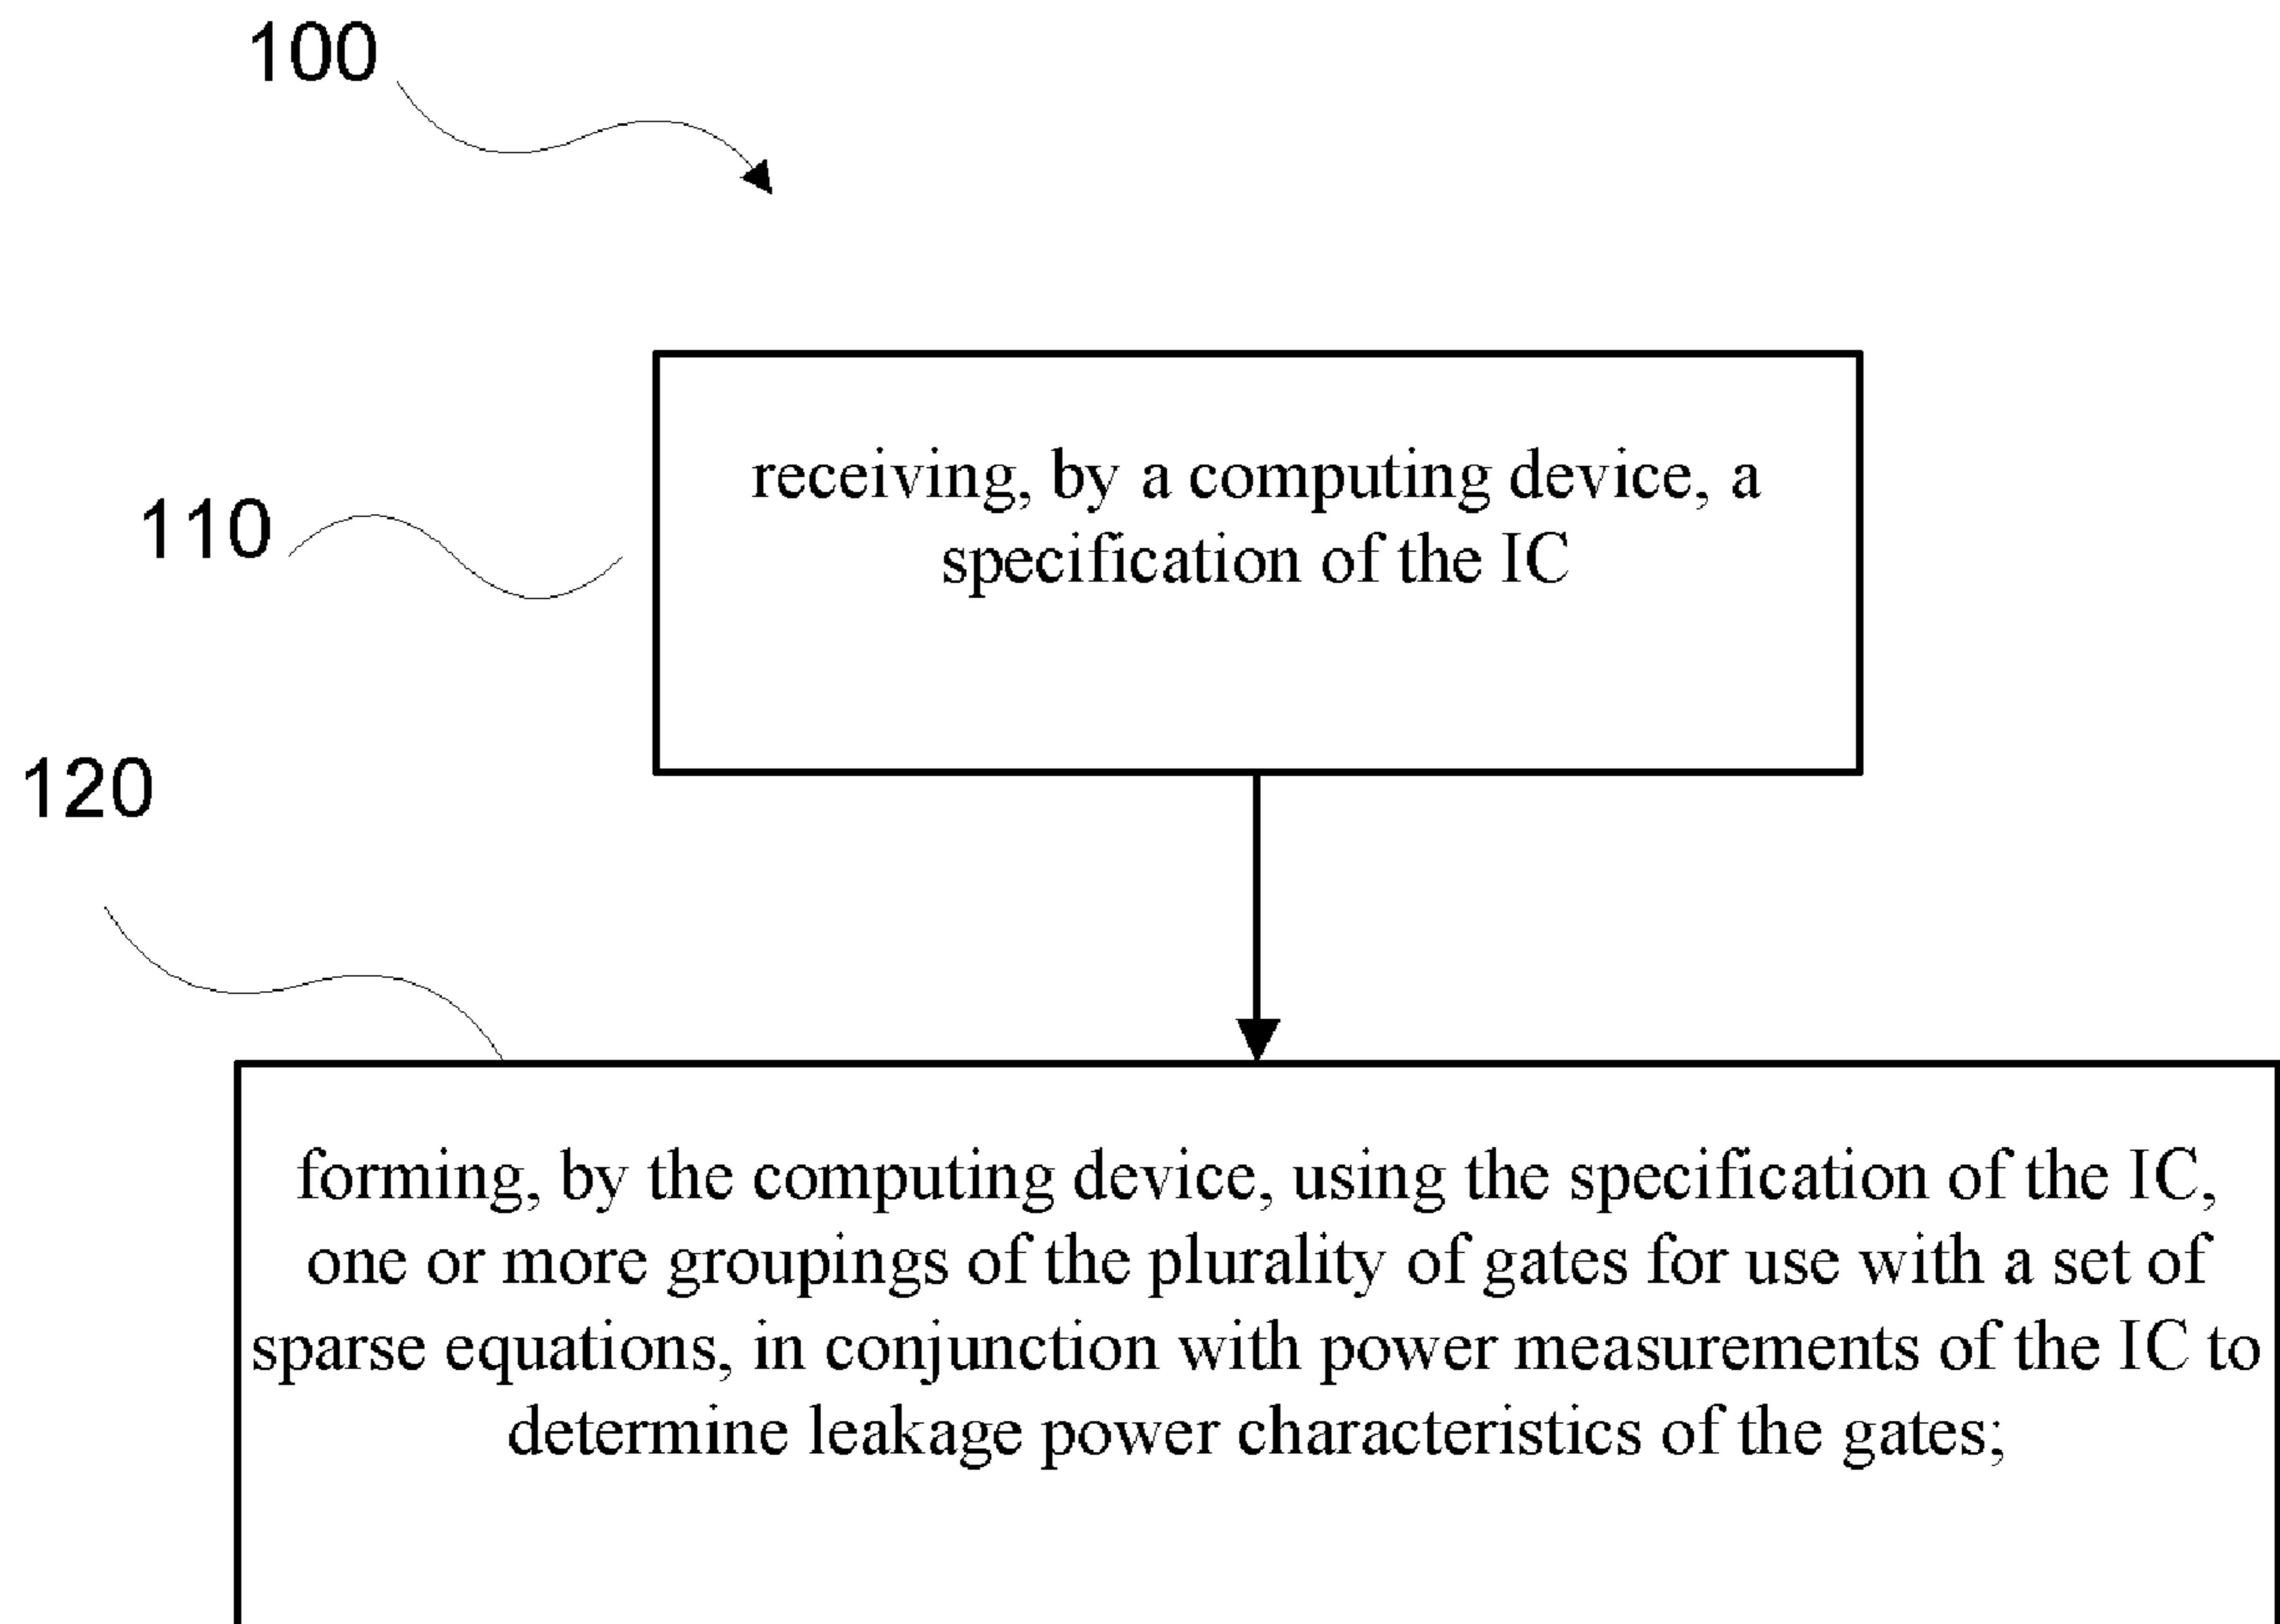 100
110
receiving, by a computing device, a
specification of the IC
120
forming, by the computing device, using the specification of the IC,
one or more groupings of the plurality of gates for use with a set of
sparse equations, in conjunction with power measurements of the IC to
determine leakage power characteristics of the gates;